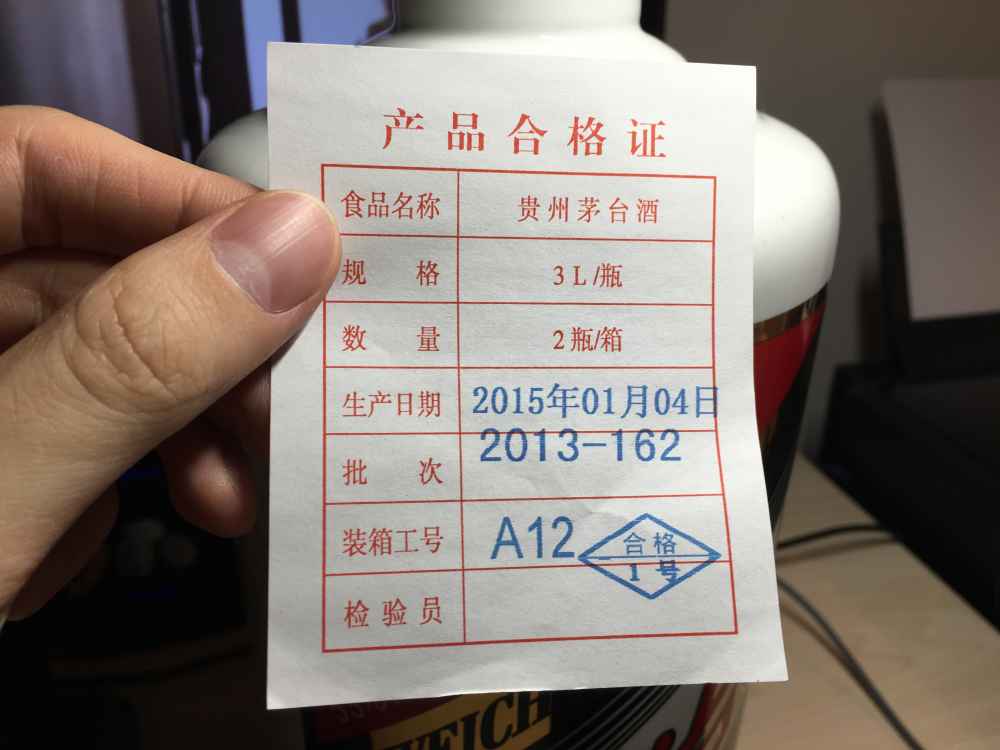 产品合格证
食品名称 贵州茅台酒
规格 3L/瓶
数量 2瓶/箱
生产日期 2015年01月04日
批次 2013-162
装箱工号 A12
合格
1号
检验员